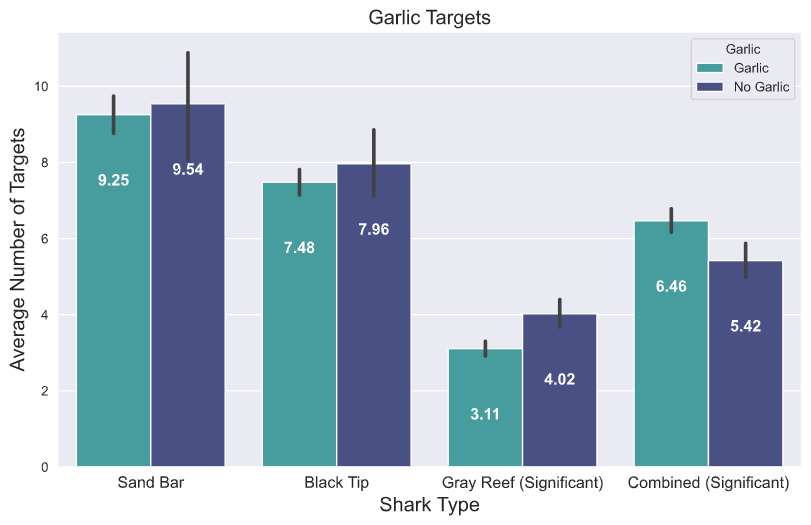 Garlic Targets
Garlic
Garlic
No Garlic
Average Number of Targets
10
8
6
4
2
0
9.25
9.54
7.48
7.96
3.11
4.02
6.46
5.42
Sand Bar
Black Tip
Gray Reef (Significant)
Combined (Significant)
Shark Type